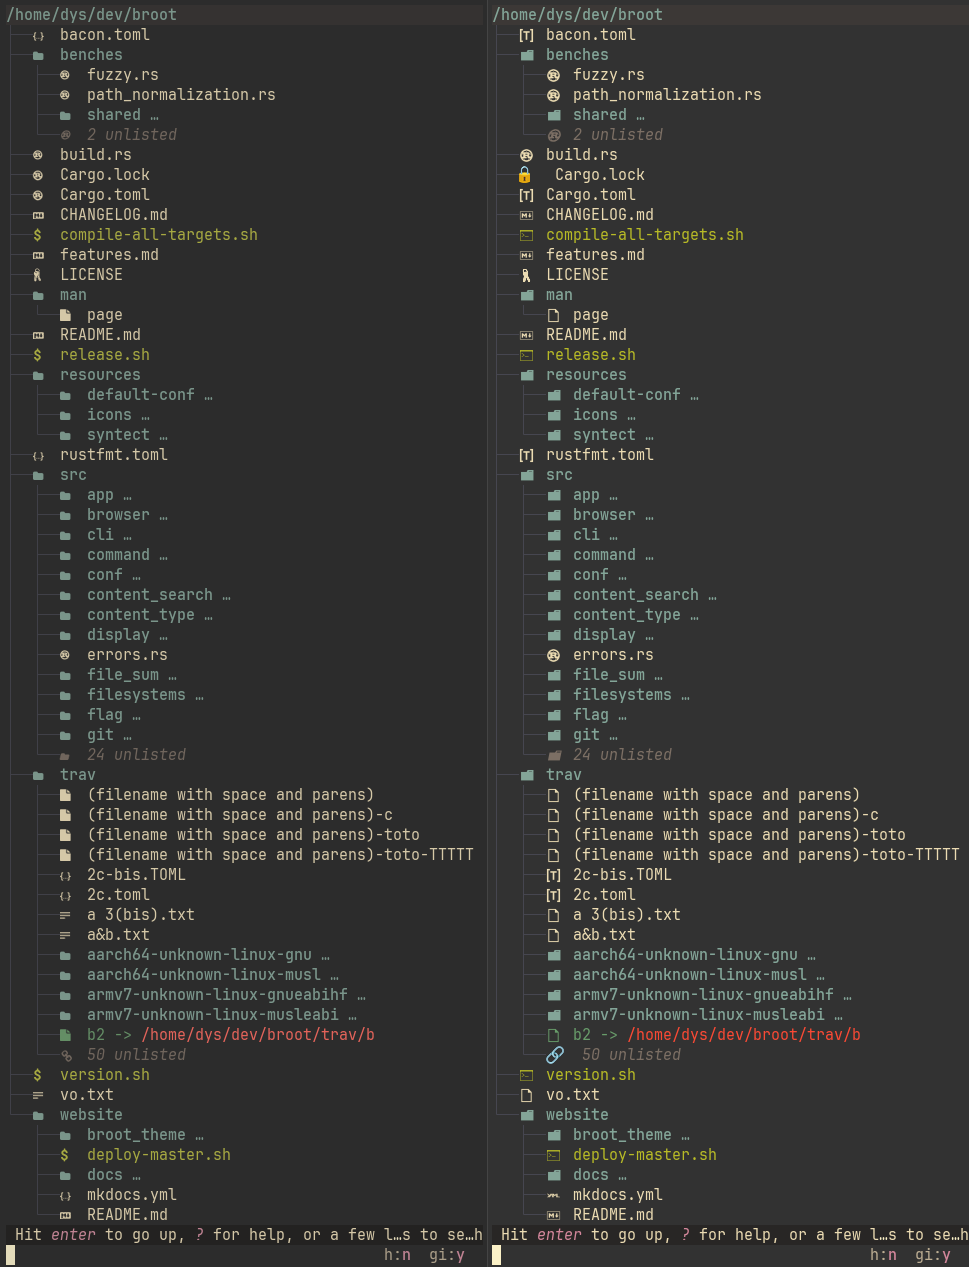 /home/dys/dev/broot
bacon.toml
benches
fuzzy.rs
path_normalization.rs
shared …
2 unlisted
build.rs
Cargo.lock
Cargo.toml
CHANGELOG.md
$ compile-all-targets.sh
features.md
LICENSE
man
page
README.md
$ release.sh
resources
default-conf …
icons …
syntect …
rustfmt.toml
src
app …
browser …
cli …
command …
conf …
content_search …
content_type …
display …
errors.rs
file_sum …
filesystems …
flag …
git …
24 unlisted
trav
(filename with space and parens)
(filename with space and parens)-c
(filename with space and parens)-toto
(filename with space and parens)-toto-TTTTT
2c-bis.TOML
2c.toml
a 3(bis).txt
a&b.txt
aarch64-unknown-linux-gnu …
aarch64-unknown-linux-musl …
armv7-unknown-linux-gnueabihf …
armv7-unknown-linux-musleabi …
b2 -> /home/dys/dev/broot/trav/b
50 unlisted
$ version.sh
vo.txt
website
broot_theme …
$ deploy-master.sh
docs …
mkdocs.yml
README.md
Hit enter to go up, ? for help, or a few l…s to se…h
h:n gi:y
/home/dys/dev/broot
[T] bacon.toml
benches
fuzzy.rs
path_normalization.rs
shared …
2 unlisted
build.rs
Cargo.lock
[T] Cargo.toml
CHANGELOG.md
compile-all-targets.sh
features.md
LICENSE
man
page
README.md
release.sh
resources
default-conf …
icons …
syntect …
[T] rustfmt.toml
src
app …
browser …
cli …
command …
conf …
content_search …
content_type …
display …
errors.rs
file_sum …
filesystems …
flag …
git …
24 unlisted
trav
(filename with space and parens)
(filename with space and parens)-c
(filename with space and parens)-toto
(filename with space and parens)-toto-TTTTT
[T] 2c-bis.TOML
[T] 2c.toml
a 3(bis).txt
a&b.txt
aarch64-unknown-linux-gnu …
aarch64-unknown-linux-musl …
armv7-unknown-linux-gnueabihf …
armv7-unknown-linux-musleabi …
b2 -> /home/dys/dev/broot/trav/b
50 unlisted
version.sh
vo.txt
website
broot_theme …
deploy-master.sh
docs …
mkdocs.yml
README.md
Hit enter to go up, ? for help, or a few l…s to se…h
h:n gi:y